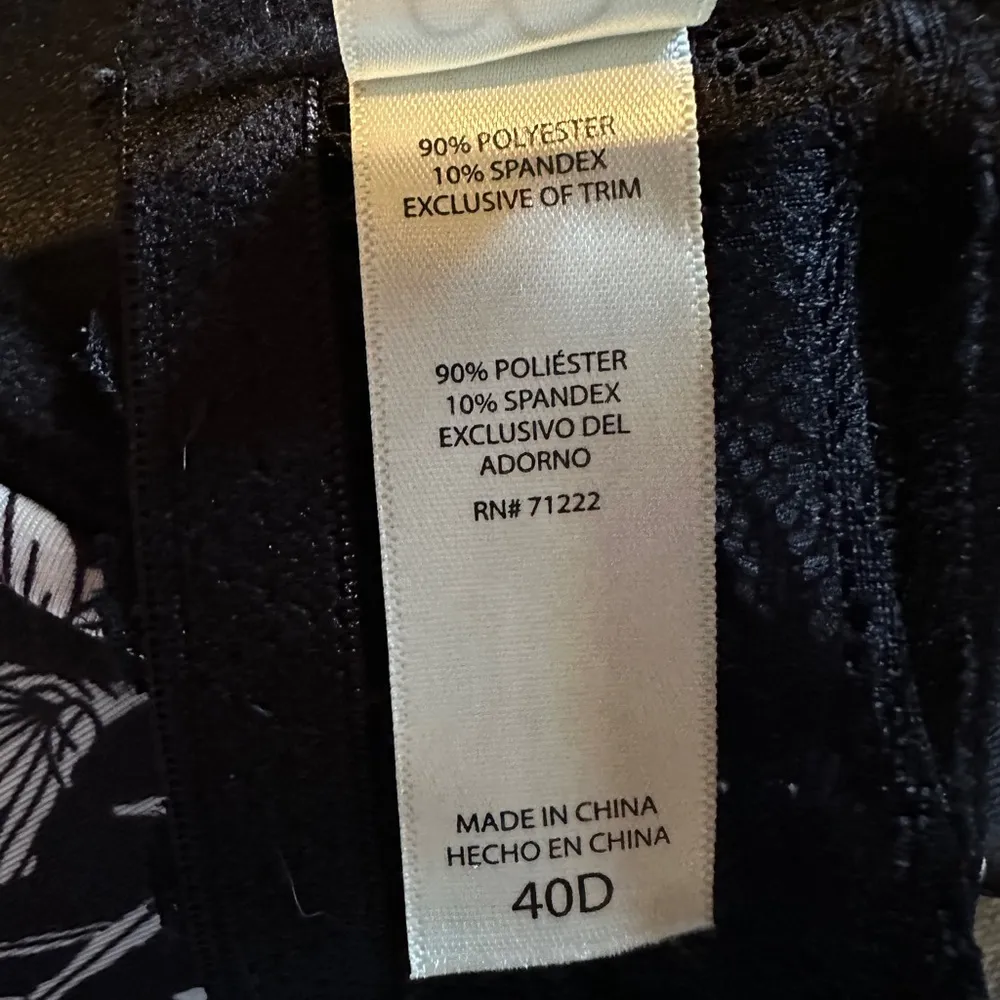 90% POLYESTER
10% SPANDEX
EXCLUSIVE OF TRIM
90% POLIÉSTER
10% SPANDEX
EXCLUSIVO DEL
ADORNO
RN# 71222
MADE IN CHINA
HECHO EN CHINA
40D